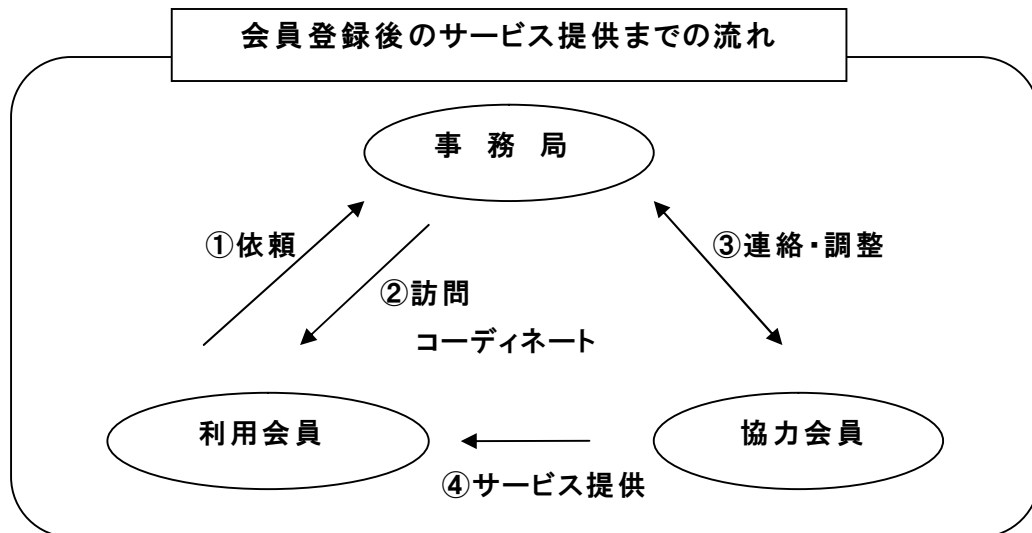 会員登録後のサービス提供までの流れ
事 務 局
①依頼
③連絡・調整
②訪問
コーディネート
利用会員
協力会員
④サービス提供